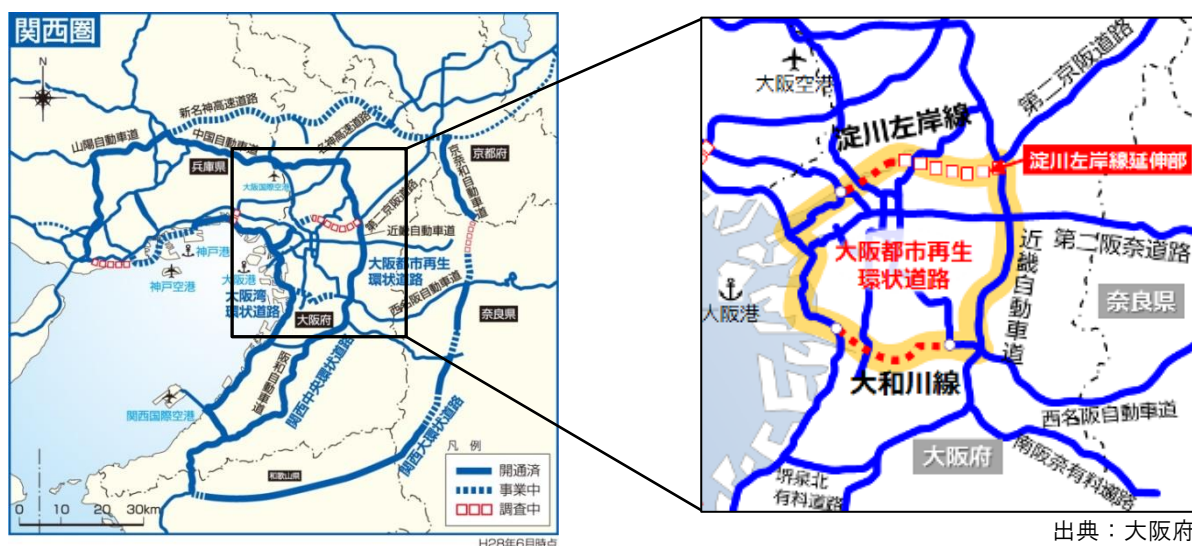 関西圏
N
新名神高速道路
山陽自動車道
中国自動車道
名神高速道路
兵庫県
京都府
京奈和自動車道
大阪国際空港
第二京阪道路
近畿自動車道
神戸港
神戸空港
大阪港
大阪都市再生
環状道路
大阪湾
環状道路
西名阪自動車道
大阪府
奈良県
阪和自動車道
関西中央環状道路
関西国際空港
関西大環状道路
和歌山県
凡 例
開通済
事業中
調査中
0 10 20 30km
H28年6月時点
大阪空港
第二京阪道路
淀川左岸線
淀川左岸線延伸部
第二阪奈道路
大阪都市再生
環状道路
近畿自動車道
奈良県
大阪港
大和川線
西名阪自動車道
南阪奈有料道路
大阪府
堺泉北
有料道路
出典：大阪府